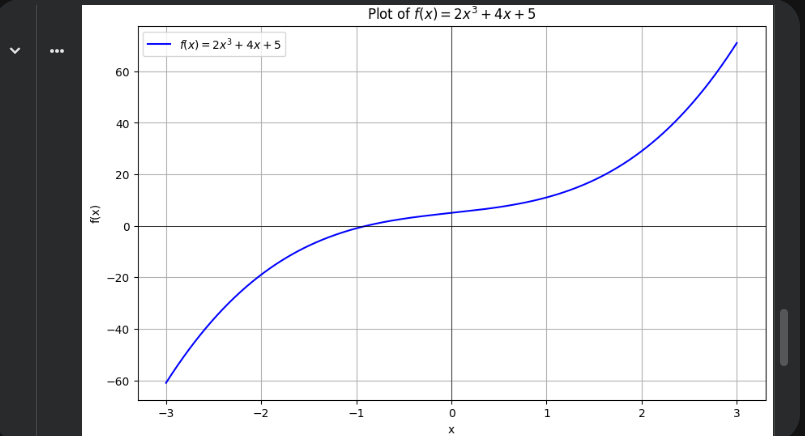 Plot of f(x) = 2x³ + 4x + 5
f(x) = 2x³ + 4x + 5
60
40
20
0
−20
−40
−60
f(x)
−3 −2 −1 0 1 2 3
x